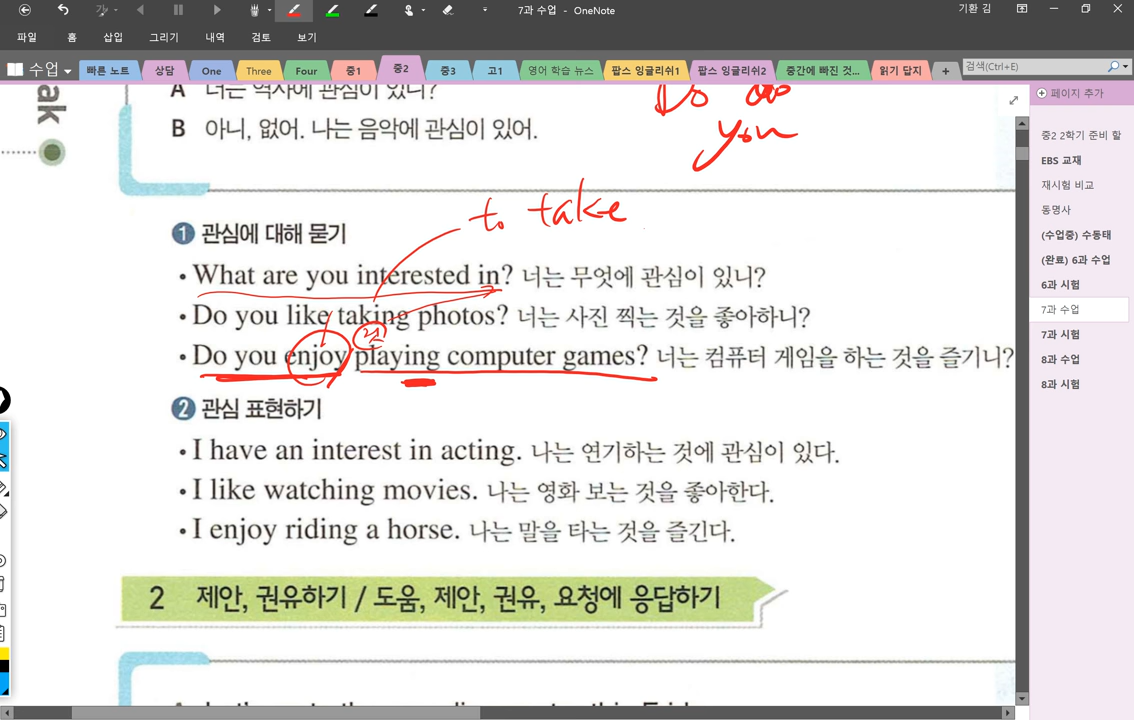 7과 수업 - OneNote
기환 김
파일 홈 삽입 그리기 내역 검토 보기
수업 빠른 노트 상담 One Three Four 중1 중2 중3 고1 영어 학습 뉴스 팝스 잉글리쉬1 팝스 잉글리쉬2 중간에 빠진 것... 읽기 답지 + 검색(Ctrl+E)
페이지 추가
중2 2학기 준비 할
EBS 교재
재시험 비교
동명사
(수업중) 수동태
(완료) 6과 수업
6과 시험
7과 수업
7과 시험
8과 수업
8과 시험
ak
A 너는 역사에 관심이 있니?
B 아니, 없어. 나는 음악에 관심이 있어.
Do
you
to take
1 관심에 대해 묻기
• What are you interested in? 너는 무엇에 관심이 있니?
• Do you like taking photos? 너는 사진 찍는 것을 좋아하니?
것
• Do you enjoy playing computer games? 너는 컴퓨터 게임을 하는 것을 즐기니?
2 관심 표현하기
• I have an interest in acting. 나는 연기하는 것에 관심이 있다.
• I like watching movies. 나는 영화 보는 것을 좋아한다.
• I enjoy riding a horse. 나는 말을 타는 것을 즐긴다.
2 제안, 권유하기 / 도움, 제안, 권유, 요청에 응답하기